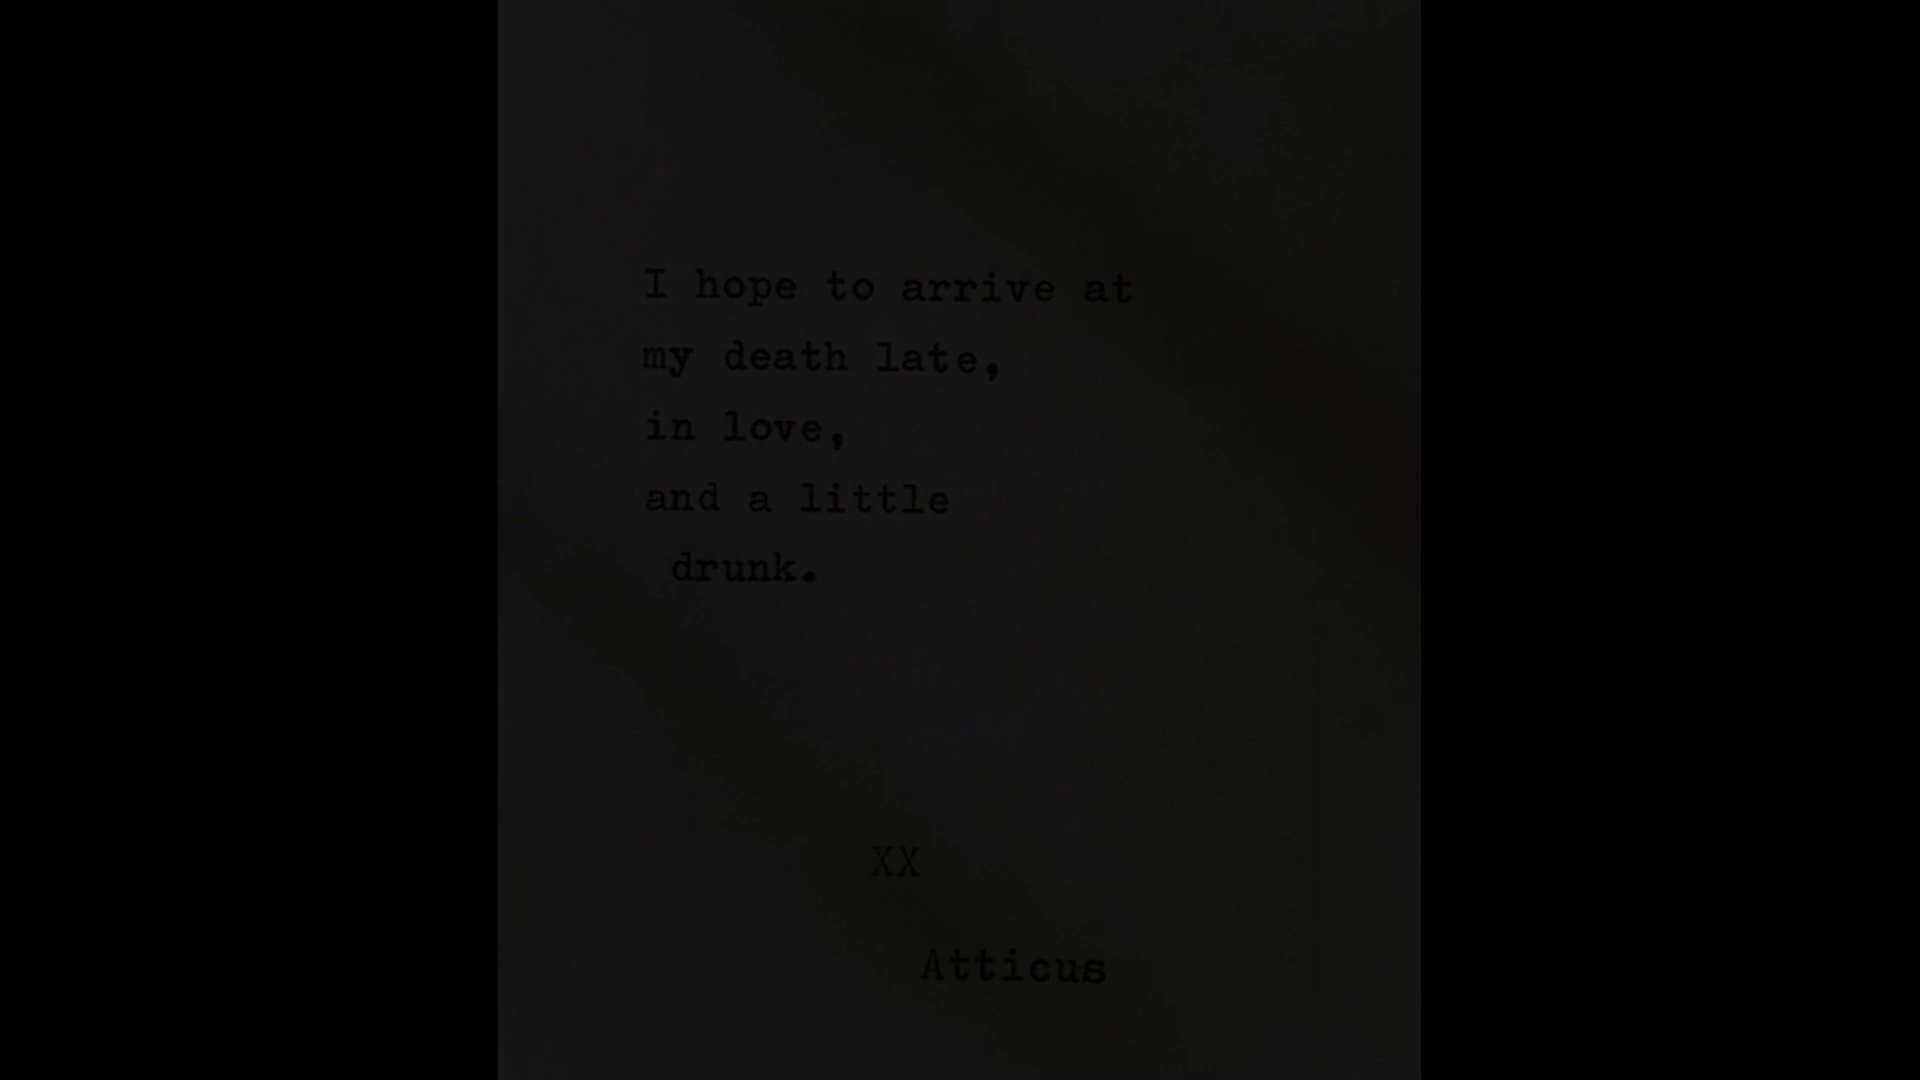 I hope to arrive at
my death late,
in love,
and a little
drunk.
XX
Atticus